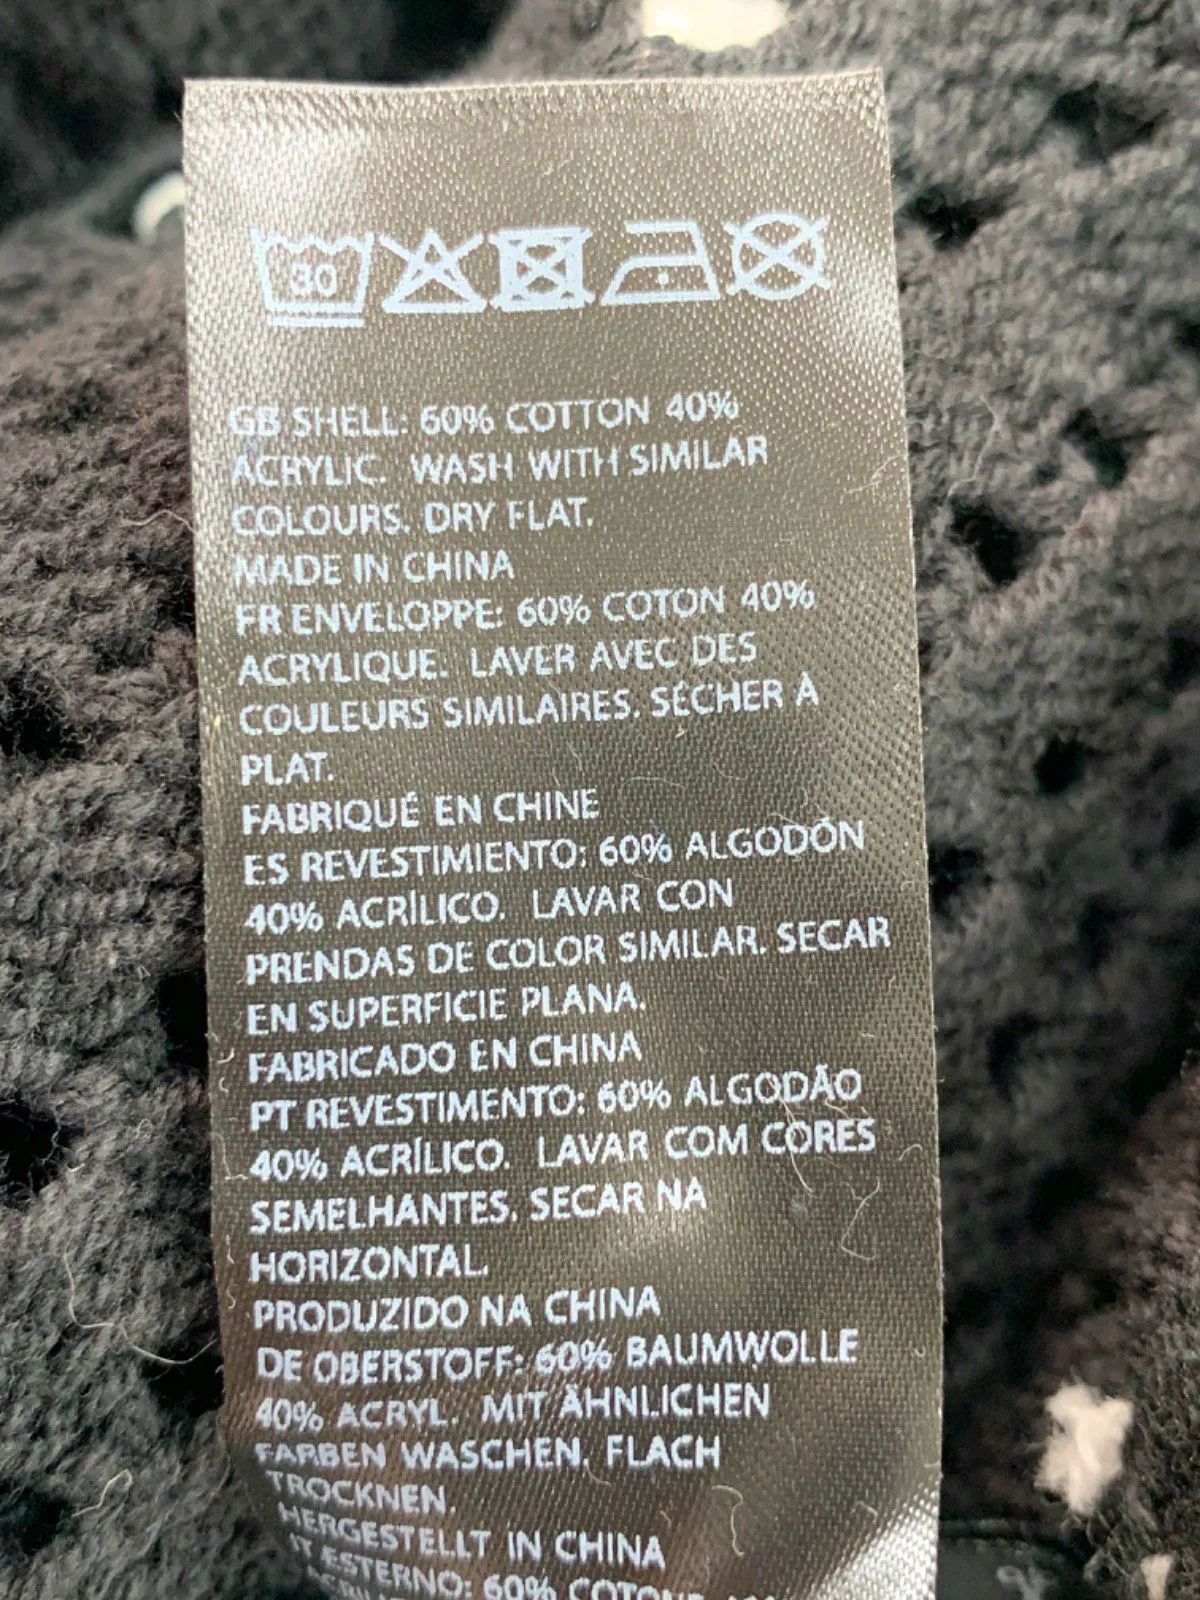 30
GB SHELL: 60% COTTON 40%
ACRYLIC. WASH WITH SIMILAR
COLOURS. DRY FLAT.
MADE IN CHINA
FR ENVELOPPE: 60% COTON 40%
ACRYLIQUE. LAVER AVEC DES
COULEURS SIMILAIRES. SÉCHER À
PLAT.
FABRIQUÉ EN CHINE
ES REVESTIMIENTO: 60% ALGODÓN
40% ACRÍLICO. LAVAR CON
PRENDAS DE COLOR SIMILAR. SECAR
EN SUPERFICIE PLANA.
FABRICADO EN CHINA
PT REVESTIMENTO: 60% ALGODÃO
40% ACRÍLICO. LAVAR COM CORES
SEMELHANTES. SECAR NA
HORIZONTAL.
PRODUZIDO NA CHINA
DE OBERSTOFF: 60% BAUMWOLLE
40% ACRYL. MIT ÄHNLICHEN
FARBEN WASCHEN. FLACH
TROCKNEN.
HERGESTELLT IN CHINA
IT ESTERNO: 60%